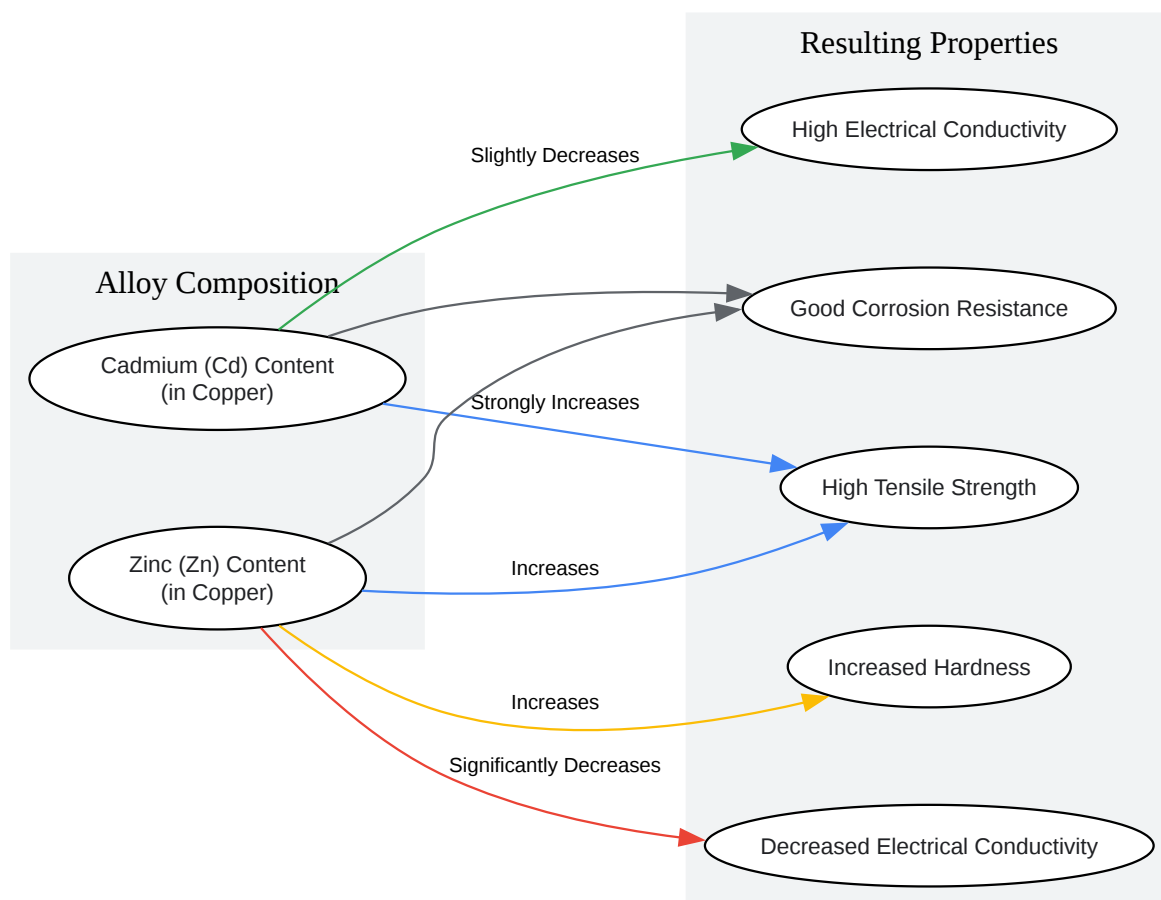 Resulting Properties
High Electrical Conductivity
Slightly Decreases
Alloy Composition
Good Corrosion Resistance
Cadmium (Cd) Content
(in Copper)
Strongly Increases
High Tensile Strength
Zinc (Zn) Content
(in Copper)
Increases
Increased Hardness
Increases
Significantly Decreases
Decreased Electrical Conductivity